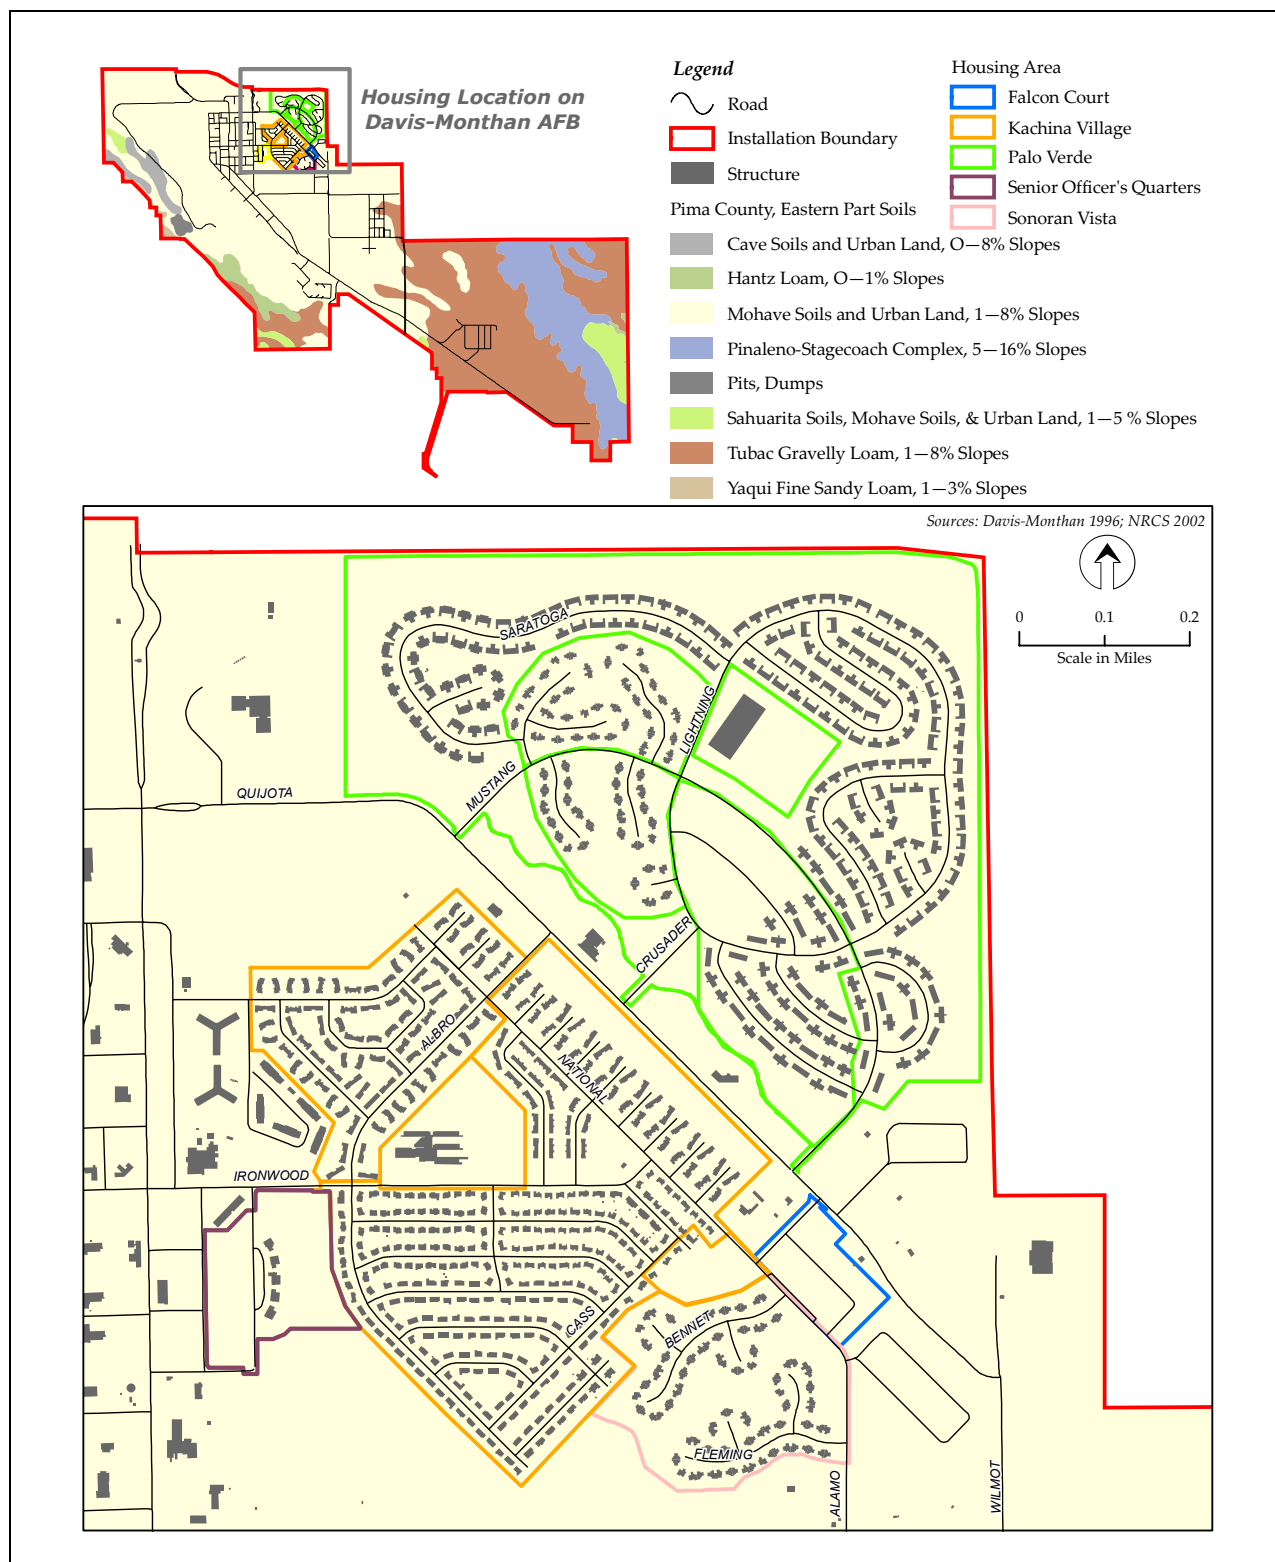 Housing Location on
Davis-Monthan AFB
Legend
Road
Installation Boundary
Structure
Pima County, Eastern Part Soils
Cave Soils and Urban Land, O—8% Slopes
Hantz Loam, O—1% Slopes
Mohave Soils and Urban Land, 1—8% Slopes
Pinaleno-Stagecoach Complex, 5—16% Slopes
Pits, Dumps
Sahuarita Soils, Mohave Soils, & Urban Land, 1—5 % Slopes
Tubac Gravelly Loam, 1—8% Slopes
Yaqui Fine Sandy Loam, 1—3% Slopes
Housing Area
Falcon Court
Kachina Village
Palo Verde
Senior Officer's Quarters
Sonoran Vista
Sources: Davis-Monthan 1996; NRCS 2002
0 0.1 0.2
Scale in Miles
SARATOGA
LIGHTNING
MUSTANG
QUIJOTA
CRUSADER
ALBRO
NATIONAL
IRONWOOD
CASS
BENNET
FLEMING
ALAMO
WILMOT